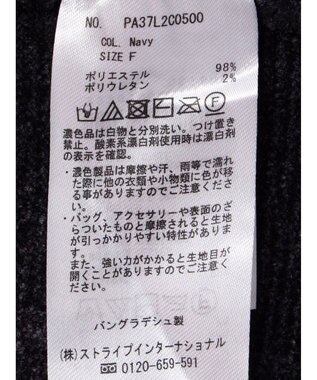 NO. PA37L2C0500
COL. Navy
SIZE F
ポリエステル 98%
ポリウレタン 2%
F
濃色品は白物と分別洗い。つけ置き
禁止。酸素系漂白剤使用時は漂白剤
の表示を確認。
・濃色製品は摩擦や汗、雨等で濡れ
た際に他の衣類や小物類に色が移
る事がありますのでご注意くださ
い。
・バッグ、アクセサリーや表面のざ
らついたものと摩擦されると生地
が引っかかりやすい特性がありま
す。
また、強い力がかかると生地目が
開くことがありますのでご注意く
ださい。
バングラデシュ製
(株)ストライプインターナショナル
0120-659-591